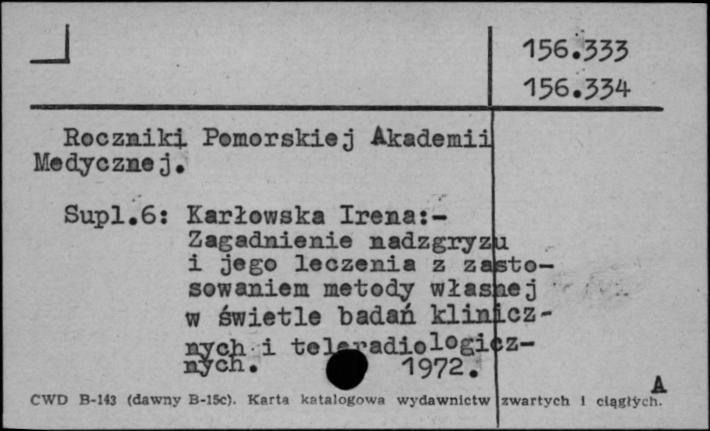 156.333
156.334
Roczniki Pomorskiej Akademii
Medycznej.
Supl.6: Karłowska Irena:-
Zagadnienie nadzgryzu
i jego leczenia z zasto-
sowaniem metody własnej
w świetle badań klinicz-
nych i teleradiologicz-
nych. 1972.
A
CWD B-143 (dawny B-15c). Karta katalogowa wydawnictw zwartych i ciągłych.